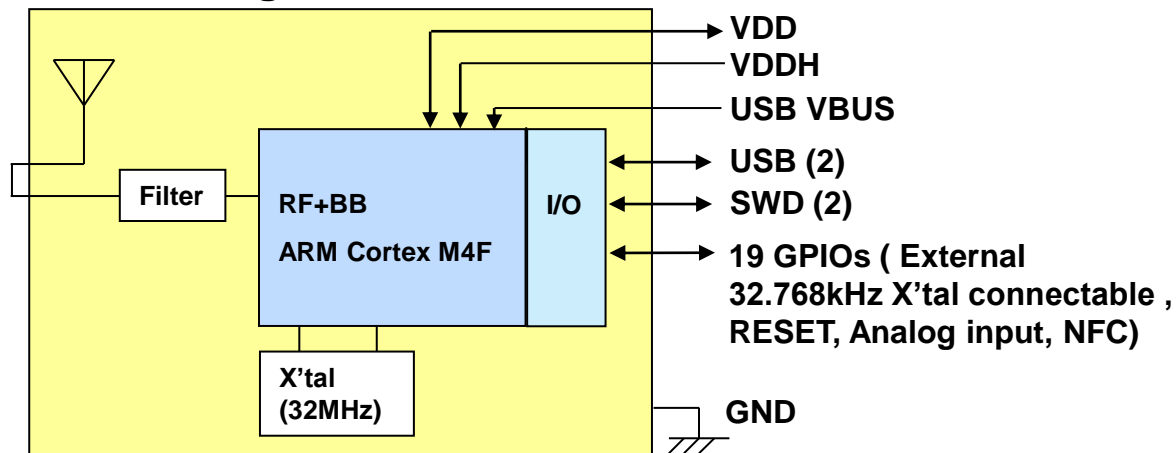 VDD
VDDH
USB VBUS
USB (2)
SWD (2)
19 GPIOs ( External
32.768kHz X’tal connectable ,
RESET, Analog input, NFC)
GND
Filter
RF+BB
ARM Cortex M4F
I/O
X’tal
(32MHz)